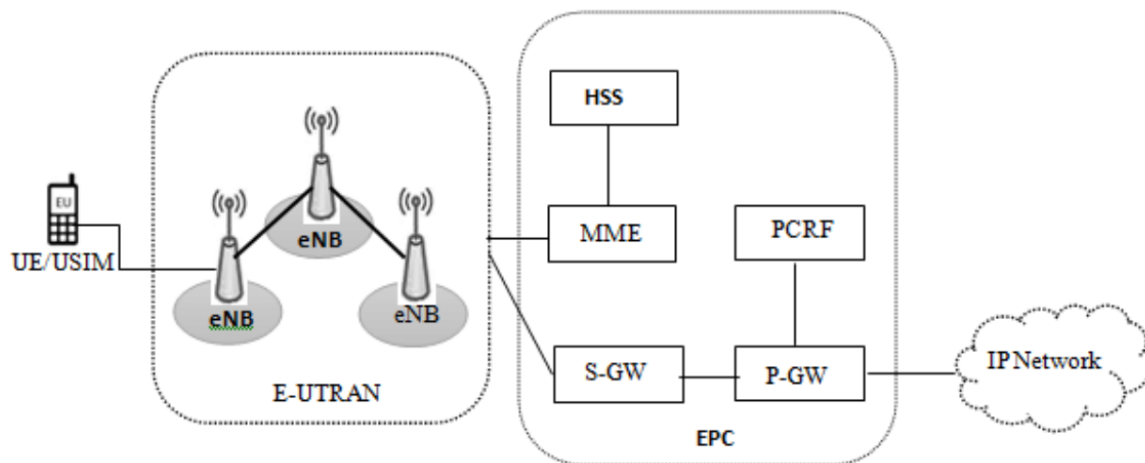 EU
UE/USIM
eNB
eNB
eNB
E-UTRAN
HSS
MME
PCRF
S-GW
P-GW
EPC
IP Network